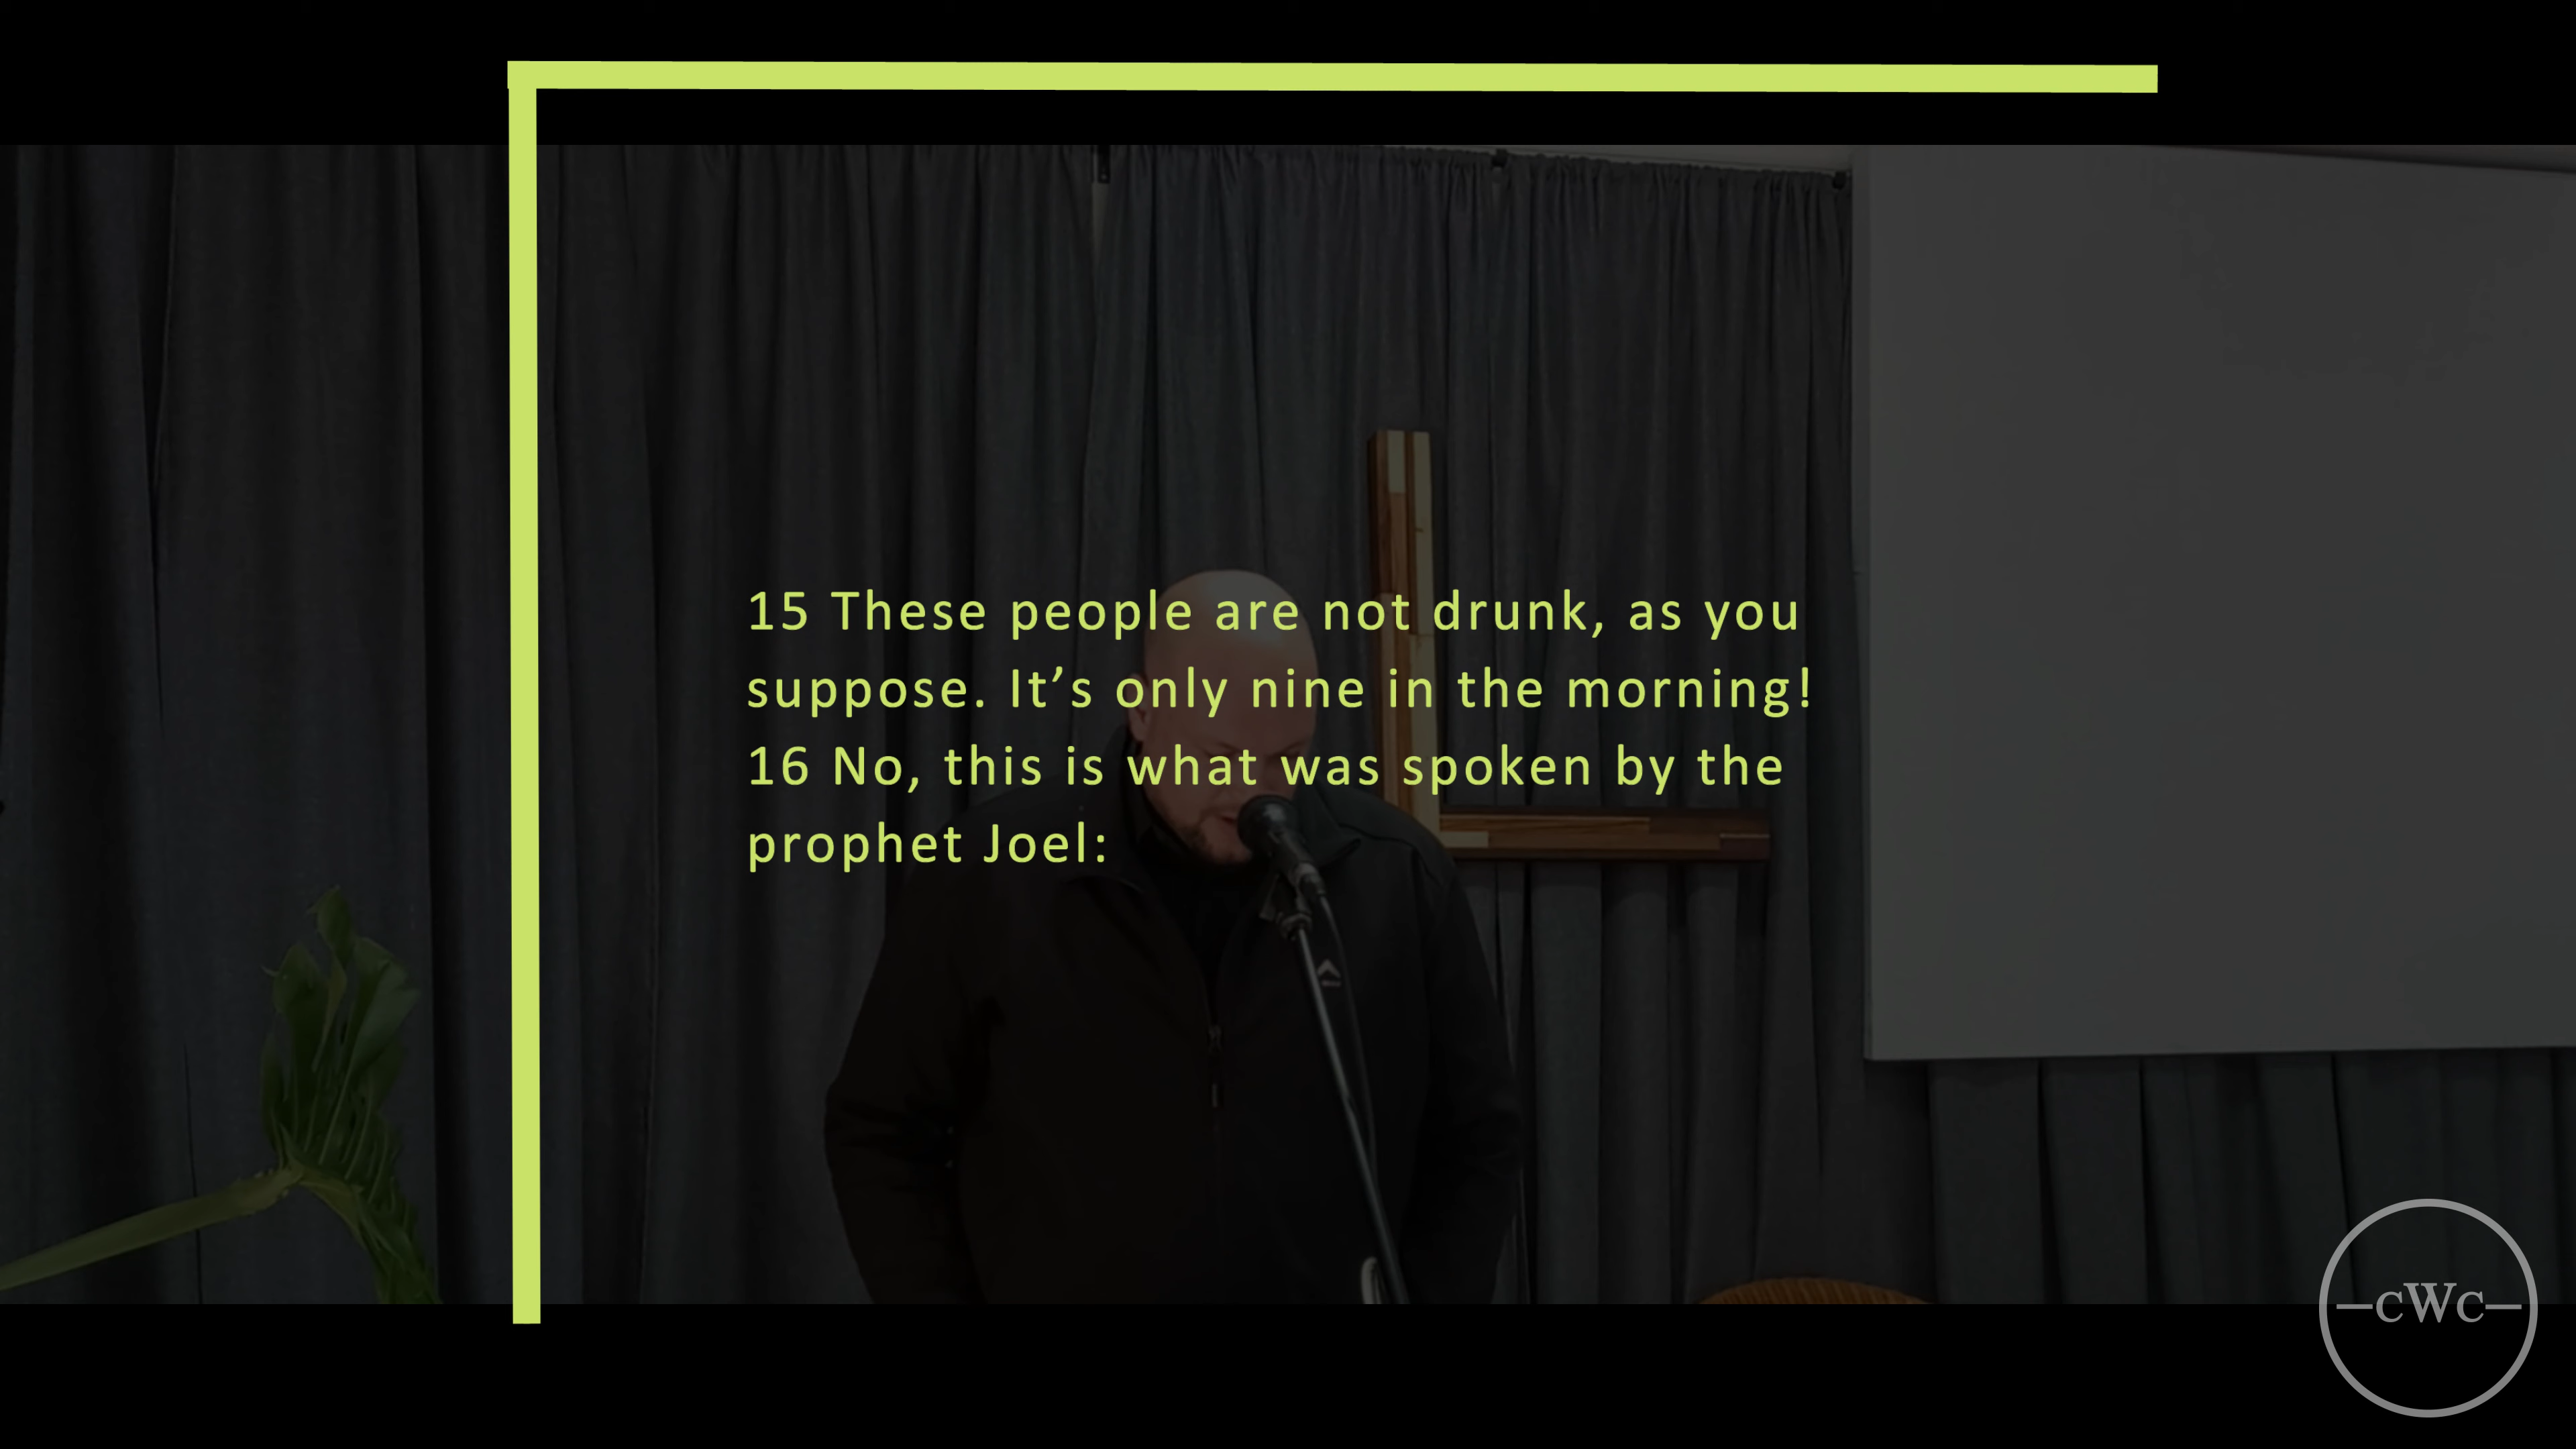 15 These people are not drunk, as you
suppose. It’s only nine in the morning!
16 No, this is what was spoken by the
prophet Joel:
cWc